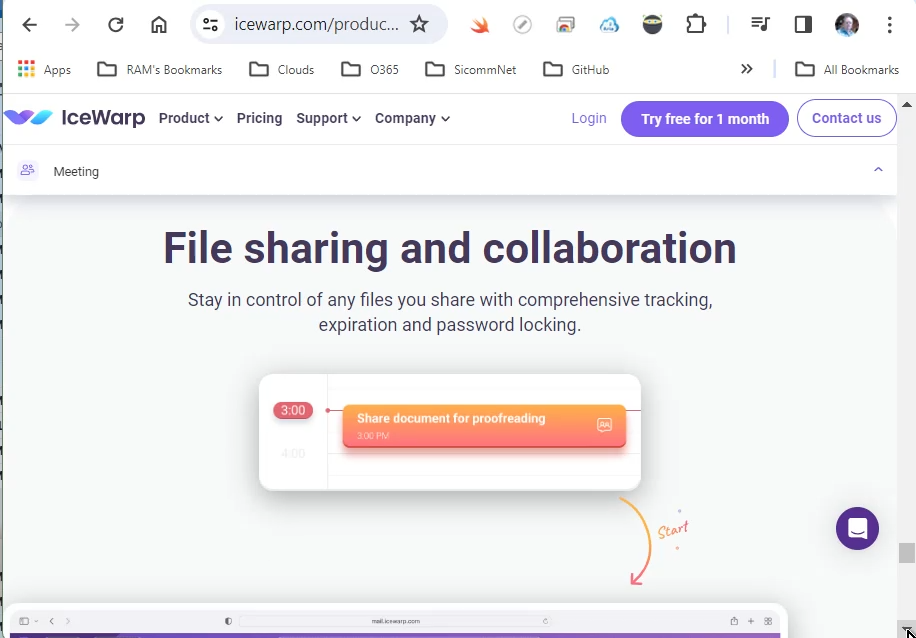 icewarp.com/produc...
Apps
RAM's Bookmarks
Clouds
O365
SicommNet
GitHub
All Bookmarks
IceWarp
Product
Pricing
Support
Company
Login
Try free for 1 month
Contact us
Meeting
File sharing and collaboration
Stay in control of any files you share with comprehensive tracking,
expiration and password locking.
3:00
Share document for proofreading
3:00 PM
4:00
Start
mail.icewarp.com